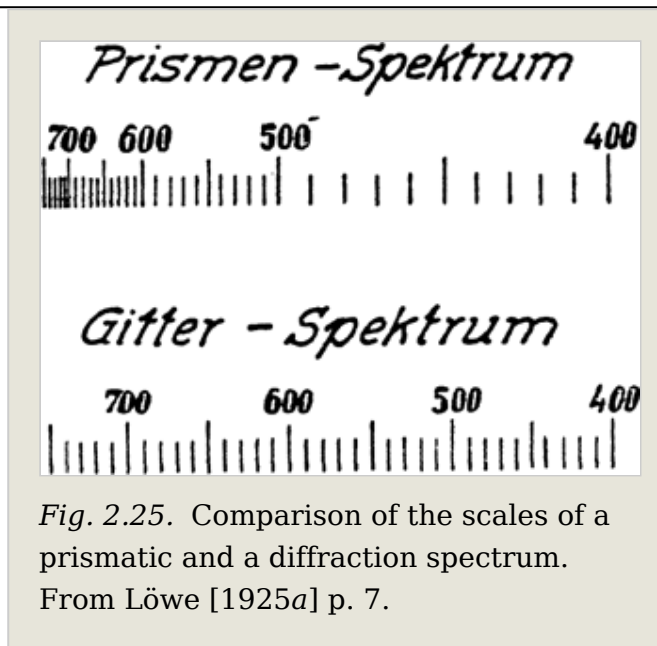 Prismen - Spektrum
700 600 500 400
Gitter - Spektrum
700 600 500 400
Fig. 2.25. Comparison of the scales of a
prismatic and a diffraction spectrum.
From Löwe [1925a] p. 7.